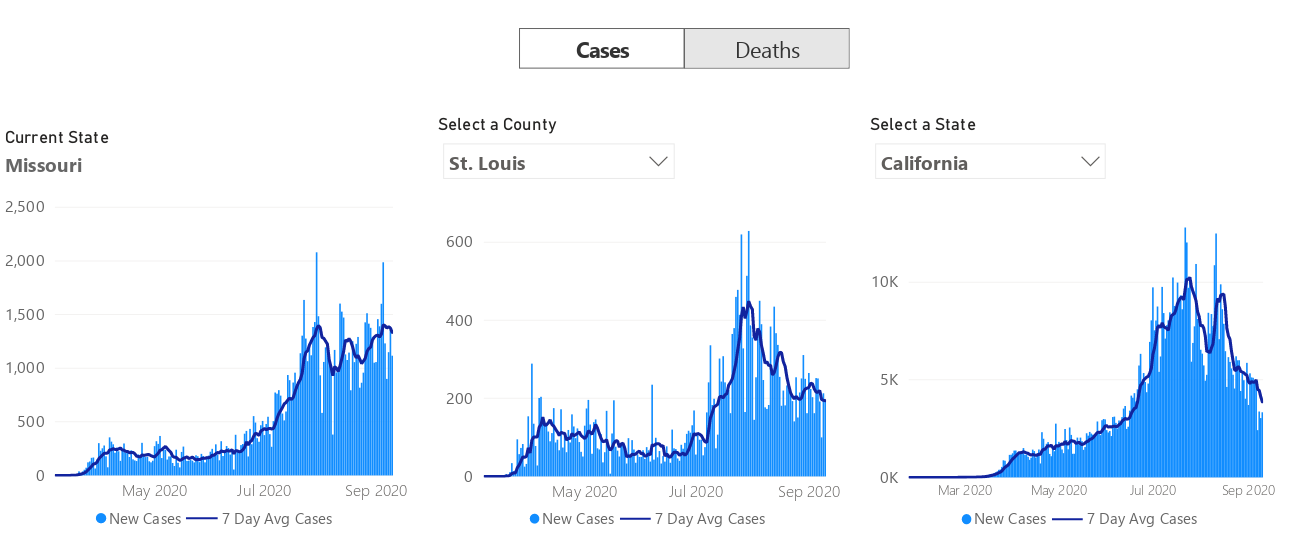 Cases Deaths
Current State
Missouri
2,500
2,000
1,500
1,000
500
0
May 2020 Jul 2020 Sep 2020
New Cases 7 Day Avg Cases
Select a County
St. Louis
600
400
200
0
May 2020 Jul 2020 Sep 2020
New Cases 7 Day Avg Cases
Select a State
California
10K
5K
0K
Mar 2020 May 2020 Jul 2020 Sep 2020
New Cases 7 Day Avg Cases